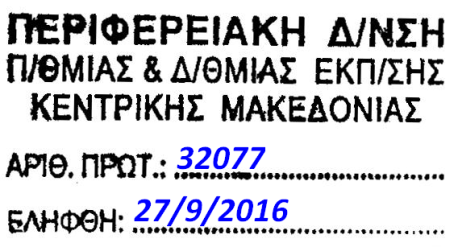 ΠΕΡΙΦΕΡΕΙΑΚΗ Δ/ΝΣΗ
Π/ΘΜΙΑΣ & Δ/ΘΜΙΑΣ ΕΚΠ/ΣΗΣ
ΚΕΝΤΡΙΚΗΣ ΜΑΚΕΔΟΝΙΑΣ
ΑΡΙΘ. ΠΡΩΤ.: 32077
ΕΛΗΦΘΗ: 27/9/2016